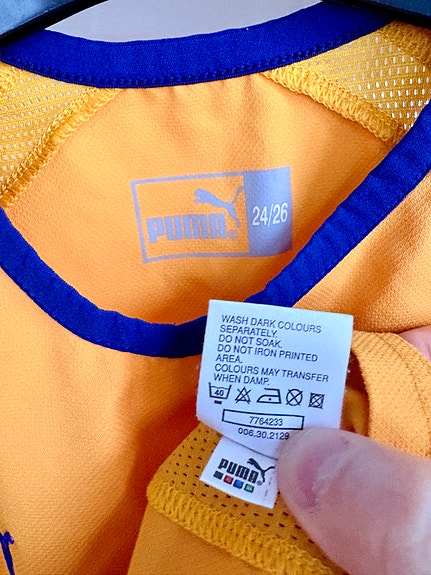 PUMA
24/26
WASH DARK COLOURS
SEPARATELY.
DO NOT SOAK.
DO NOT IRON PRINTED
AREA.
COLOURS MAY TRANSFER
WHEN DAMP.
40
7764233
006.30.2129
PUMA